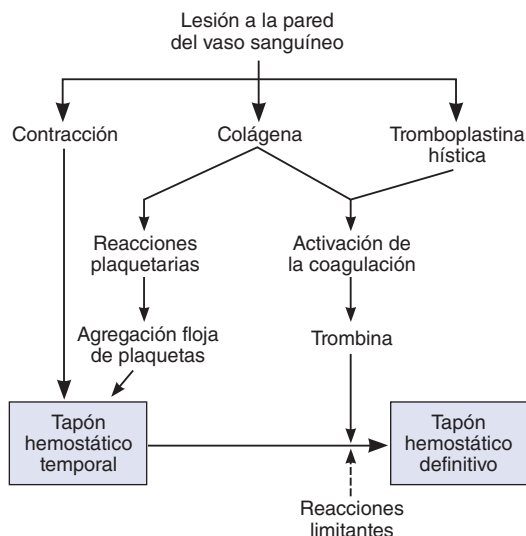 Lesión a la pared
del vaso sanguíneo
Contracción
Colágena
Tromboplastina
hística
Reacciones
plaquetarias
Activación de
la coagulación
Agregación floja
de plaquetas
Trombina
Tapón
hemostático
temporal
Tapón
hemostático
definitivo
Reacciones
limitantes